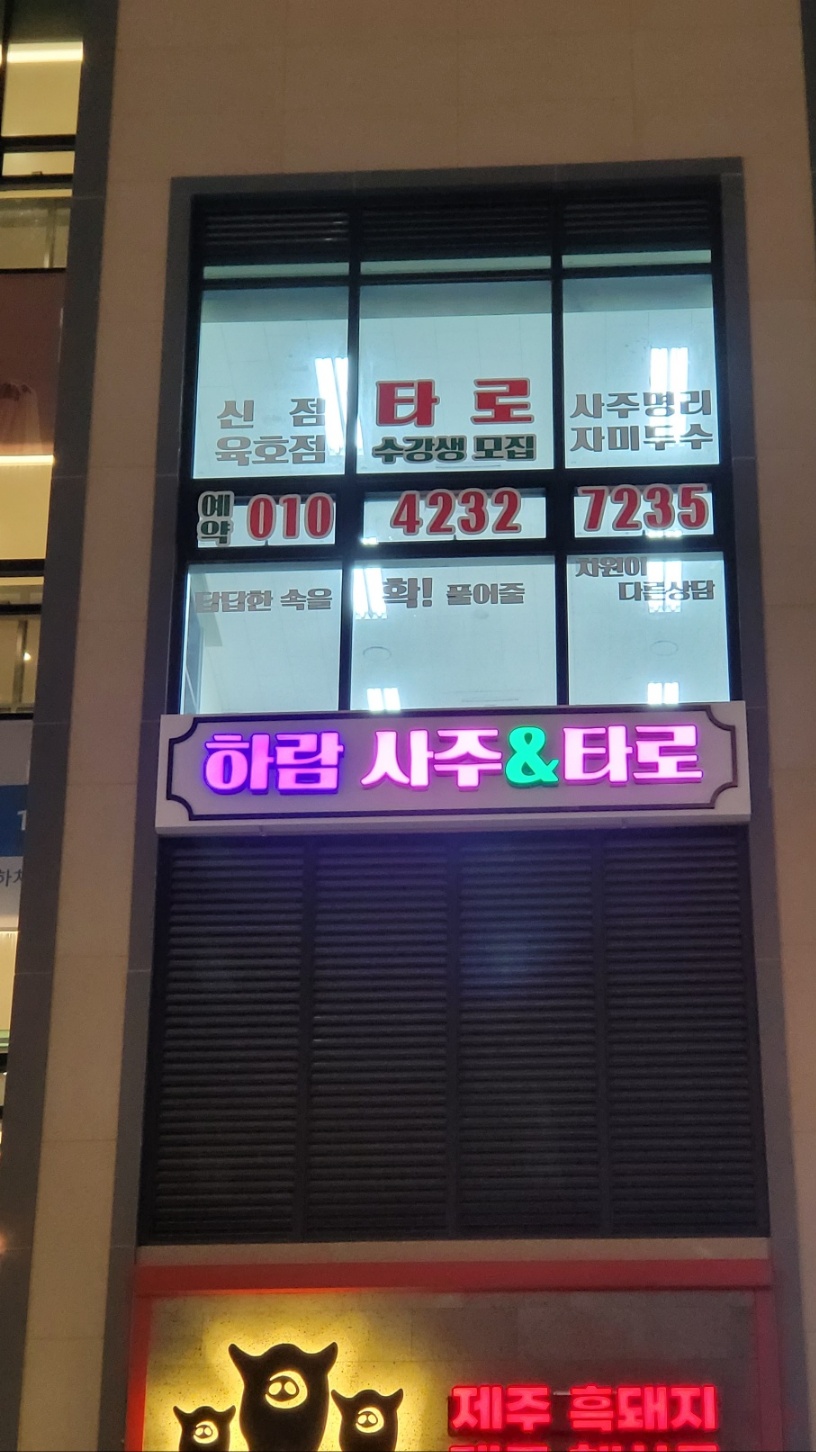 신 점 타 로 사주명리
육호점 수강생 모집 자미두수
예약 010 4232 7235
답답한 속을 확! 풀어줄 차원이
다른상담
하람 사주&타로
제주 흑돼지